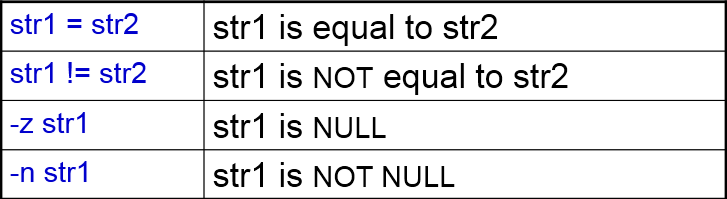 str1 = str2 str1 is equal to str2
str1 != str2 str1 is NOT equal to str2
-z str1 str1 is NULL
-n str1 str1 is NOT NULL